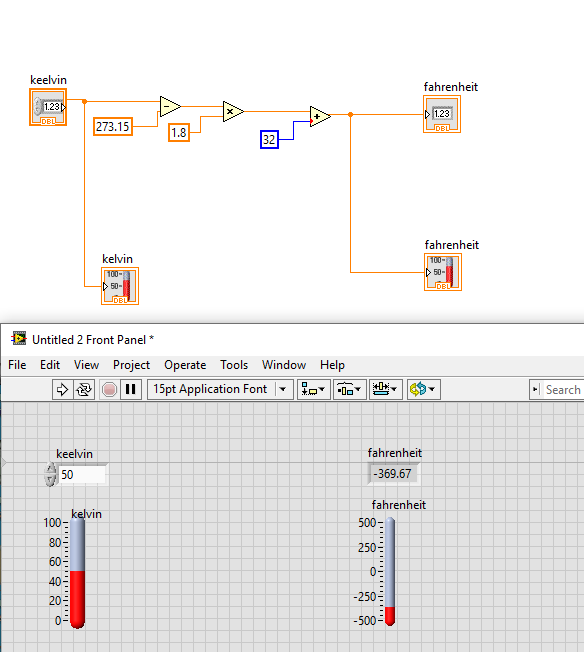 keelvin
fahrenheit
1.23
DBL
1.23
DBL
273.15
1.8
32
kelvin
fahrenheit
100
50
DBL
100
50
DBL
Untitled 2 Front Panel *
File Edit View Project Operate Tools Window Help
15pt Application Font
Search
keelvin
fahrenheit
50
-369.67
kelvin
fahrenheit
100
80
60
40
20
0
500
250
0
-250
-500